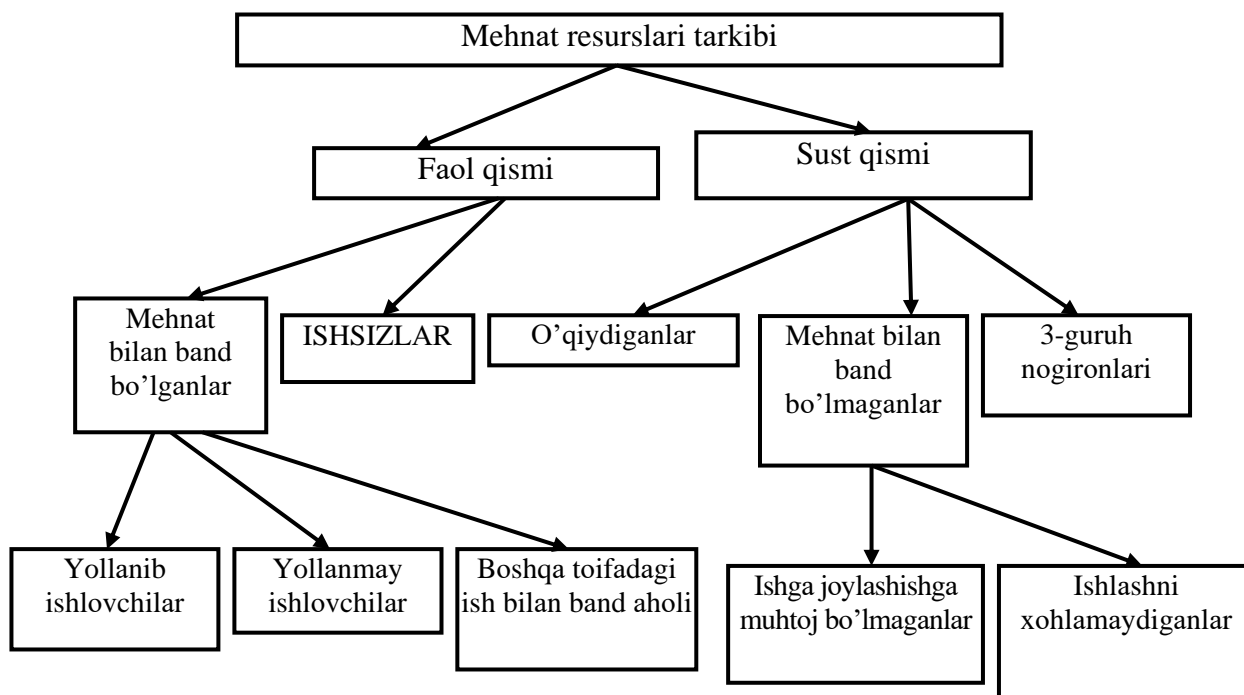 Mehnat resurslari tarkibi
Faol qismi
Sust qismi
Mehnat
bilan band
bo’lganlar
ISHSIZLAR
O’qiydiganlar
Mehnat bilan
band
bo’lmaganlar
3-guruh
nogironlari
Yollanib
ishlovchilar
Yollanmay
ishlovchilar
Boshqa toifadagi
ish bilan band aholi
Ishga joylashishga
muhtoj bo’lmaganlar
Ishlashni
xohlamaydiganlar